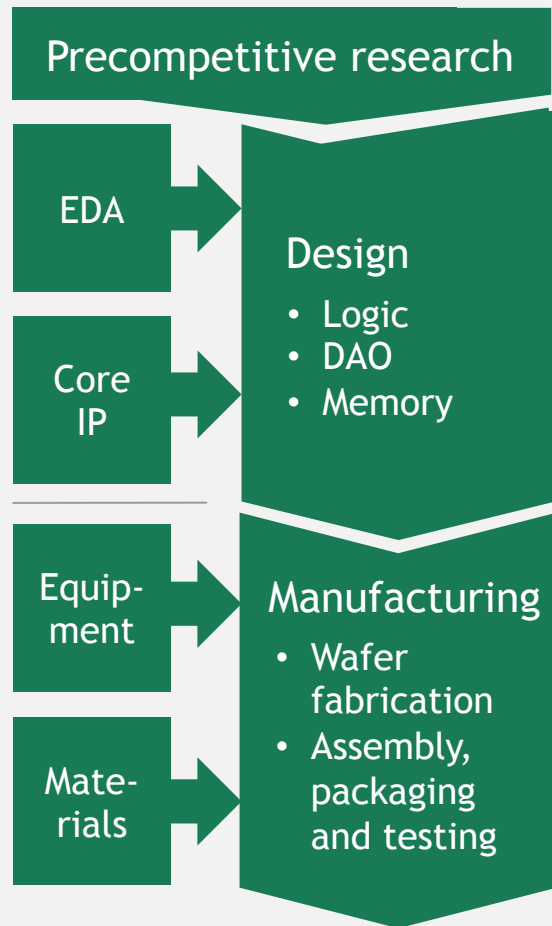 Precompetitive research
EDA
Core
IP
Design
• Logic
• DAO
• Memory
Equip-
ment
Mate-
rials
Manufacturing
• Wafer
fabrication
• Assembly,
packaging
and testing